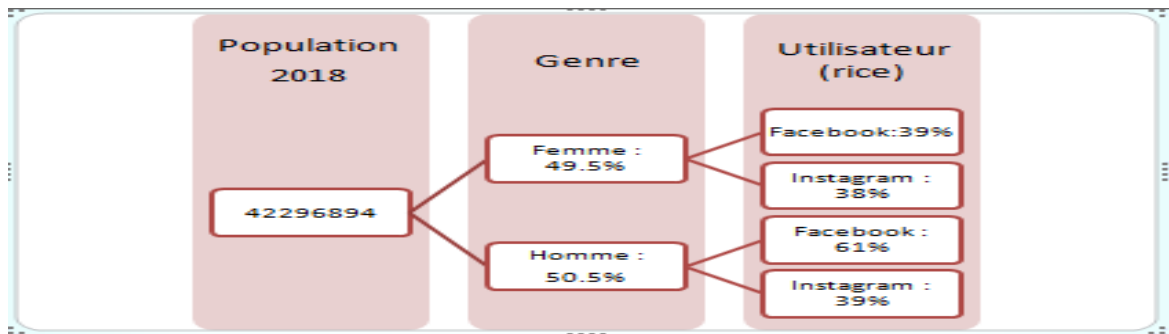 Population
2018
Genre
Utilisateur
(rice)
42296894
Femme :
49.5%
Homme :
50.5%
Facebook:39%
Instagram :
38%
Facebook :
61%
Instagram :
39%